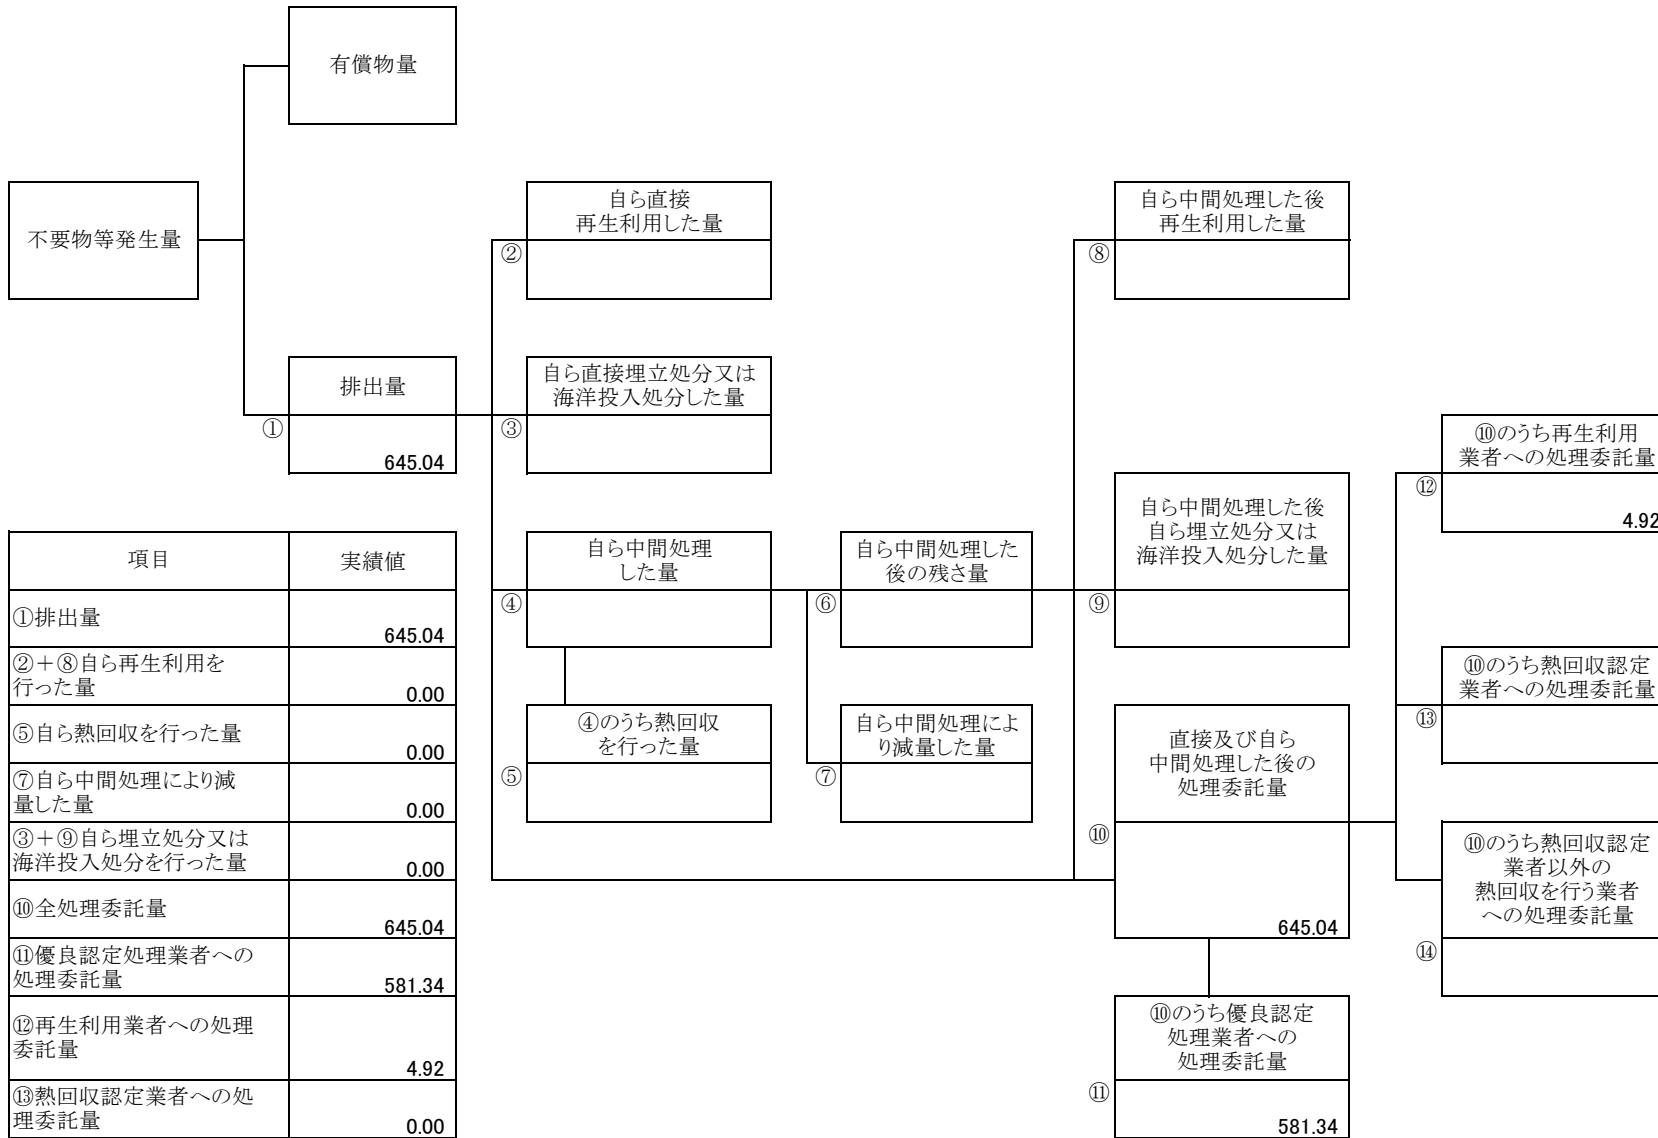 有償物量
不要物等発生量
排出量
①
645.04
自ら直接
再生利用した量
②
自ら直接埋立処分又は
海洋投入処分した量
③
自ら中間処理
した量
④
④のうち熱回収
を行った量
⑤
自ら中間処理した
後の残さ量
⑥
自ら中間処理によ
り減量した量
⑦
自ら中間処理した後
再生利用した量
⑧
自ら中間処理した後
自ら埋立処分又は
海洋投入処分した量
⑨
直接及び自ら
中間処理した後の
処理委託量
⑩
645.04
⑩のうち優良認定
処理業者への
処理委託量
⑪
581.34
⑩のうち再生利用
業者への処理委託量
⑫
4.92
⑩のうち熱回収認定
業者への処理委託量
⑬
⑩のうち熱回収認定
業者以外の
熱回収を行う業者
への処理委託量
⑭
項目 実績値
①排出量
645.04
②+⑧自ら再生利用を
行った量
0.00
⑤自ら熱回収を行った量
0.00
⑦自ら中間処理により減
量した量
0.00
③+⑨自ら埋立処分又は
海洋投入処分を行った量
0.00
⑩全処理委託量
645.04
⑪優良認定処理業者への
処理委託量
581.34
⑫再生利用業者への処理
委託量
4.92
⑬熱回収認定業者への処
理委託量
0.00